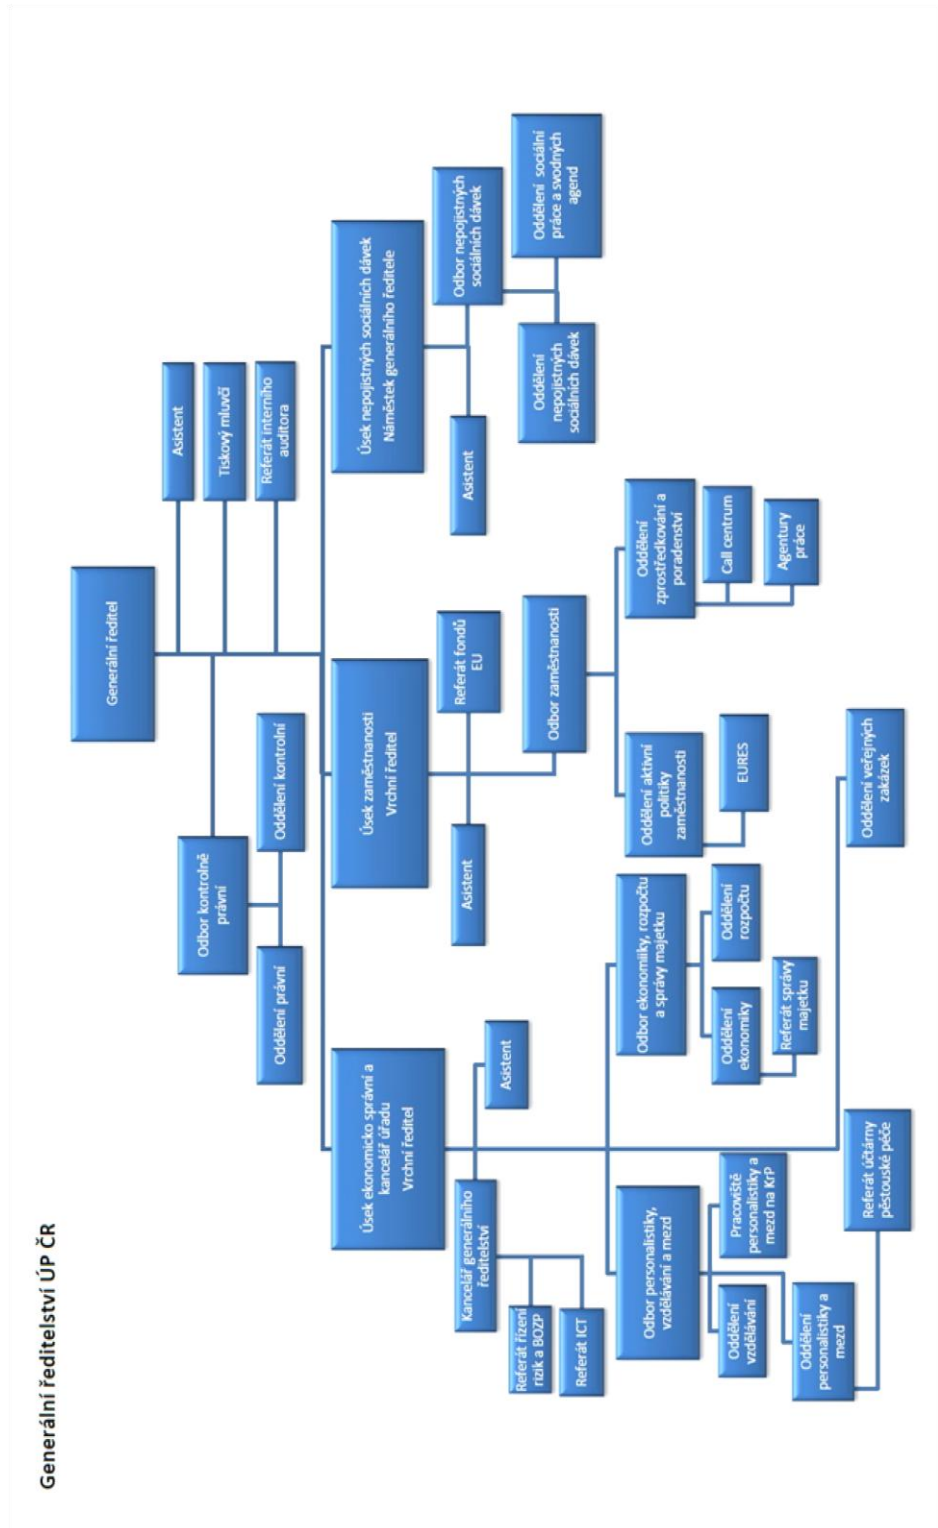 Generální ředitelství ÚP ČR
Generální ředitel
Asistent
Tiskový mluvčí
Referát interního
auditora
Odbor kontrolně
právní
Oddělení právní
Oddělení kontrolní
Úsek ekonomicko správní a
kancelář úřadu
Vrchní ředitel
Úsek zaměstnanosti
Vrchní ředitel
Úsek nepojistných sociálních dávek
Náměstek generálního ředitele
Kancelář generálního
ředitelství
Asistent
Referát řízení
rizik a BOZP
Referát ICT
Asistent
Referát fondů
EU
Odbor zaměstnanosti
Asistent
Odbor nepojistných
sociálních dávek
Oddělení
nepojistných
sociálních dávek
Oddělení sociální
práce a svodných
agend
Odbor personalistiky,
vzdělávání a mezd
Oddělení
vzdělávání
Pracoviště
personalistiky a
mezd na KrP
Oddělení
personalistiky a
mezd
Referát účtárny
pěstouské péče
Odbor ekonomiiky, rozpočtu
a správy majetku
Oddělení
ekonomiky
Oddělení
rozpočtu
Referát správy
majetku
Oddělení aktivní
politiky
zaměstnanosti
EURES
Oddělení
zprostředkování a
poradenství
Call centrum
Agentury
práce
Oddělení veřejných
zakázek